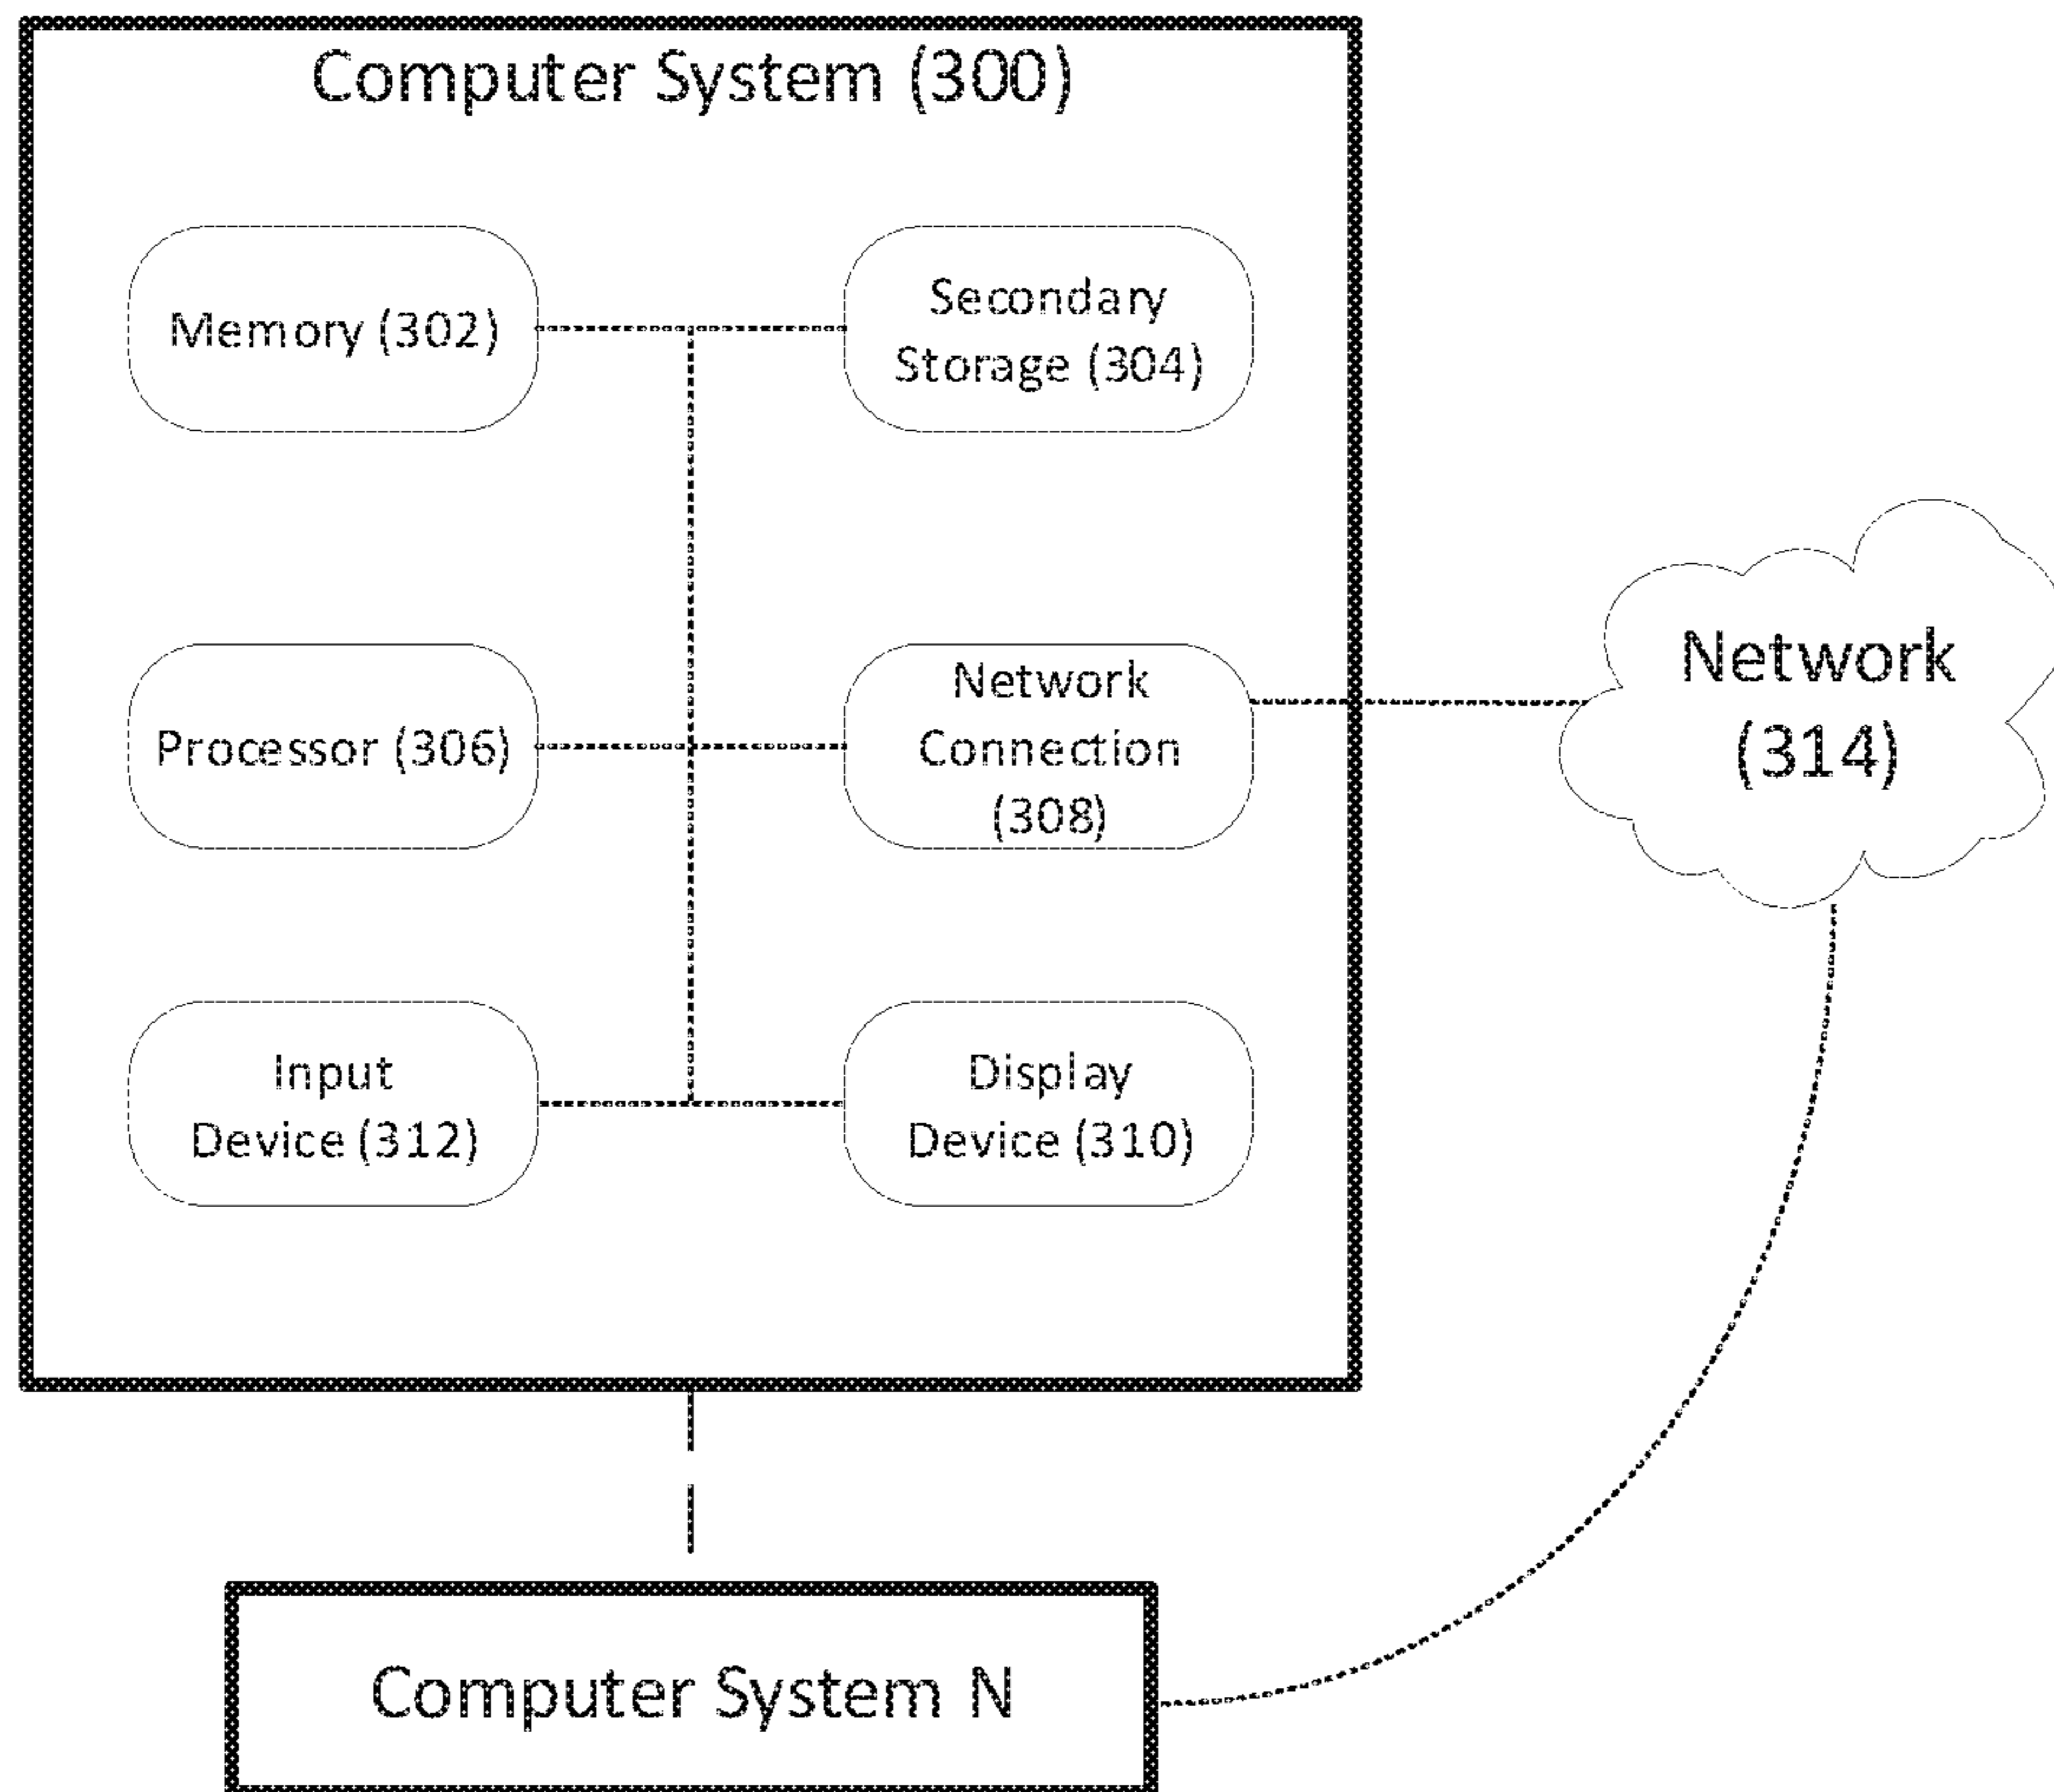 Computer System (300)
Memory (302)
Secondary
Storage (304)
Processor (306)
Network
Connection
(308)
Network
(314)
Input
Device (312)
Display
Device (310)
Computer System N